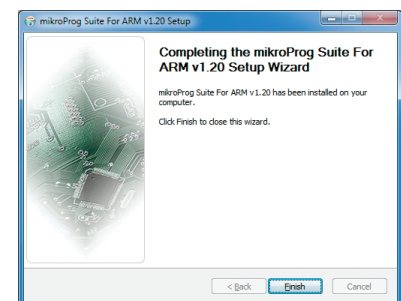 mikroProg Suite For ARM v1.20 Setup
Completing the mikroProg Suite For
ARM v1.20 Setup Wizard
mikroProg Suite For ARM v1.20 has been installed on your
computer.
Click Finish to close this wizard.
< Back Finish Cancel